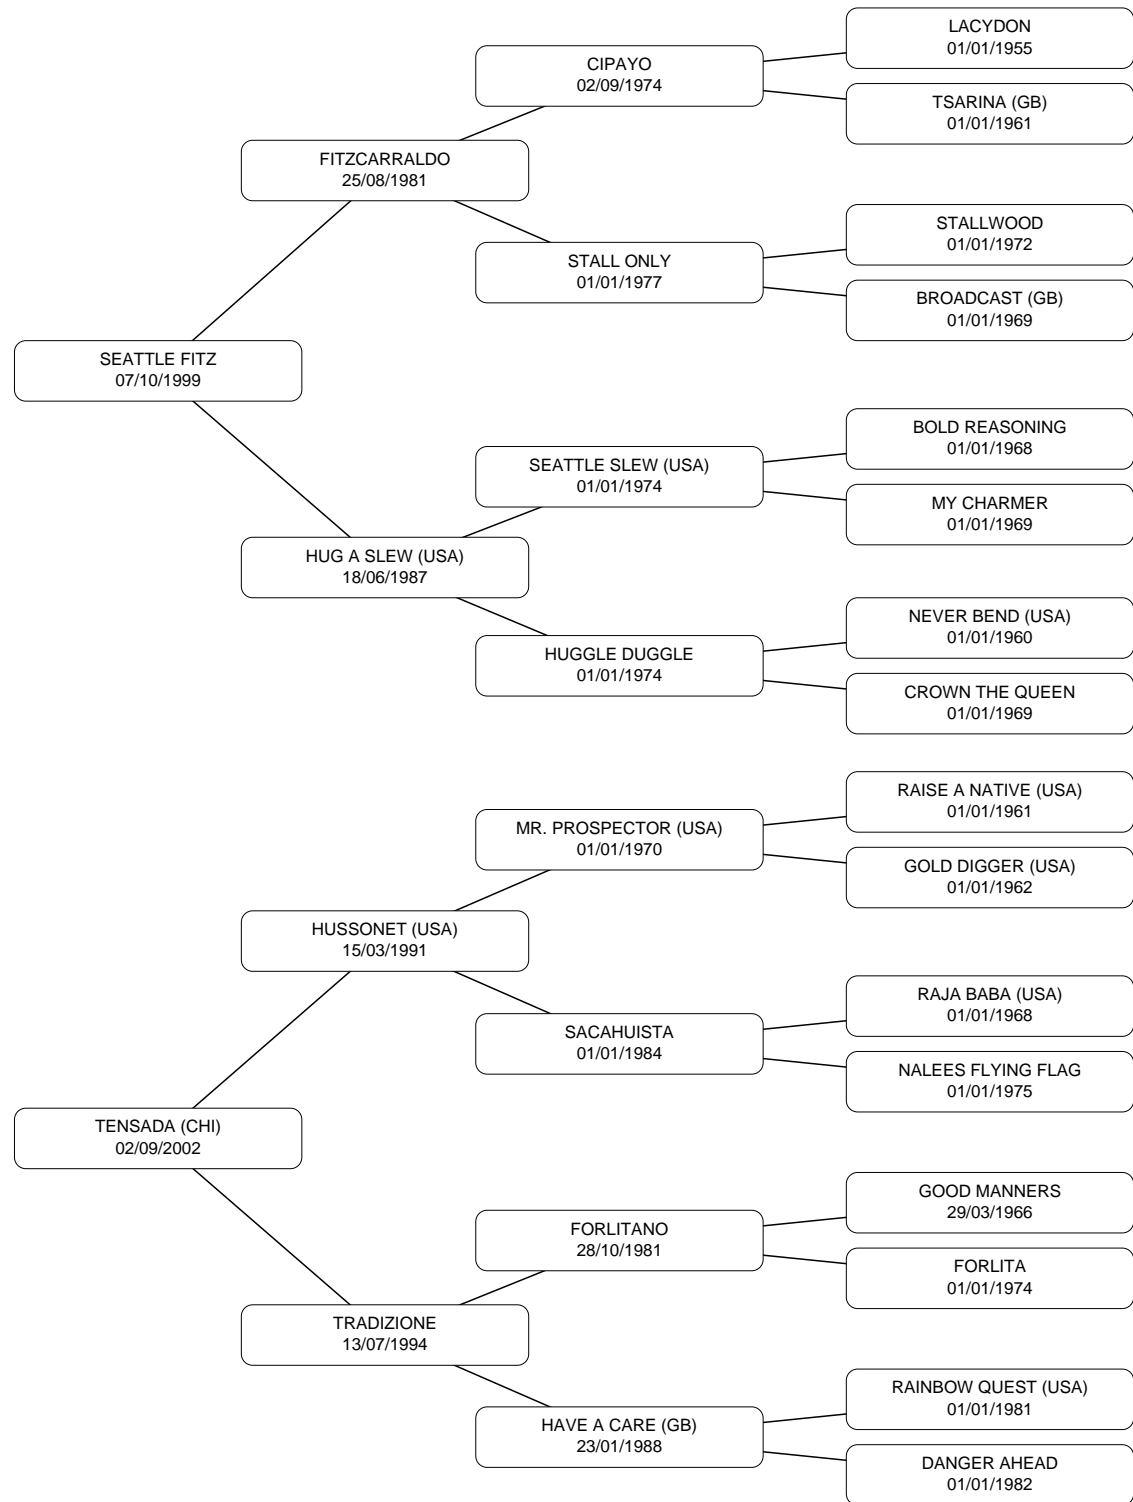 LACYDON
01/01/1955
CIPAYO
02/09/1974
TSARINA (GB)
01/01/1961
FITZCARRALDO
25/08/1981
STALLWOOD
01/01/1972
STALL ONLY
01/01/1977
BROADCAST (GB)
01/01/1969
SEATTLE FITZ
07/10/1999
BOLD REASONING
01/01/1968
SEATTLE SLEW (USA)
01/01/1974
MY CHARMER
01/01/1969
HUG A SLEW (USA)
18/06/1987
NEVER BEND (USA)
01/01/1960
HUGGLE DUGGLE
01/01/1974
CROWN THE QUEEN
01/01/1969
RAISE A NATIVE (USA)
01/01/1961
MR. PROSPECTOR (USA)
01/01/1970
GOLD DIGGER (USA)
01/01/1962
HUSSONET (USA)
15/03/1991
RAJA BABA (USA)
01/01/1968
SACAHUISTA
01/01/1984
NALEES FLYING FLAG
01/01/1975
TENSADA (CHI)
02/09/2002
GOOD MANNERS
29/03/1966
FORLITANO
28/10/1981
FORLITA
01/01/1974
TRADIZIONE
13/07/1994
RAINBOW QUEST (USA)
01/01/1981
HAVE A CARE (GB)
23/01/1988
DANGER AHEAD
01/01/1982